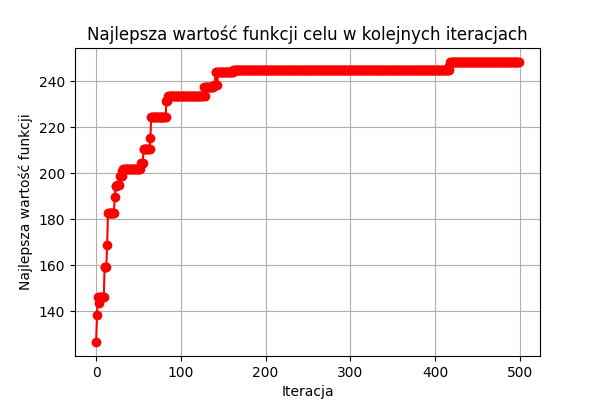 Najlepsza wartość funkcji celu w kolejnych iteracjach
Najlepsza wartość funkcji
240
220
200
180
160
140
0 100 200 300 400 500
Iteracja